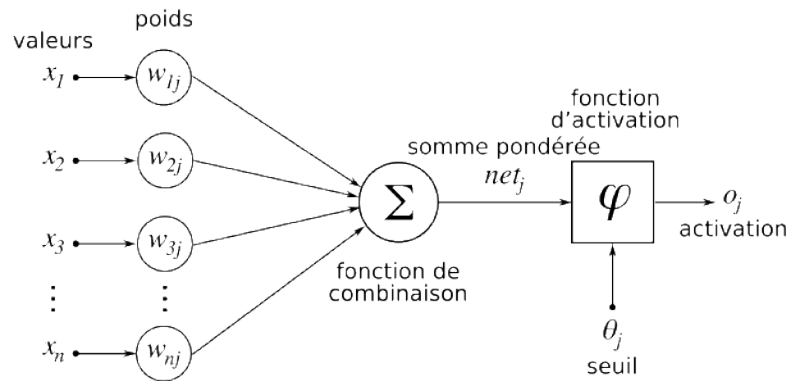 poids
valeurs
x₁
w₁ⱼ
x₂
w₂ⱼ
x₃
w₃ⱼ
⋮
⋮
xₙ
wₙⱼ
Σ
fonction de
combinaison
somme pondérée
netⱼ
fonction
d'activation
φ
oⱼ
activation
θⱼ
seuil